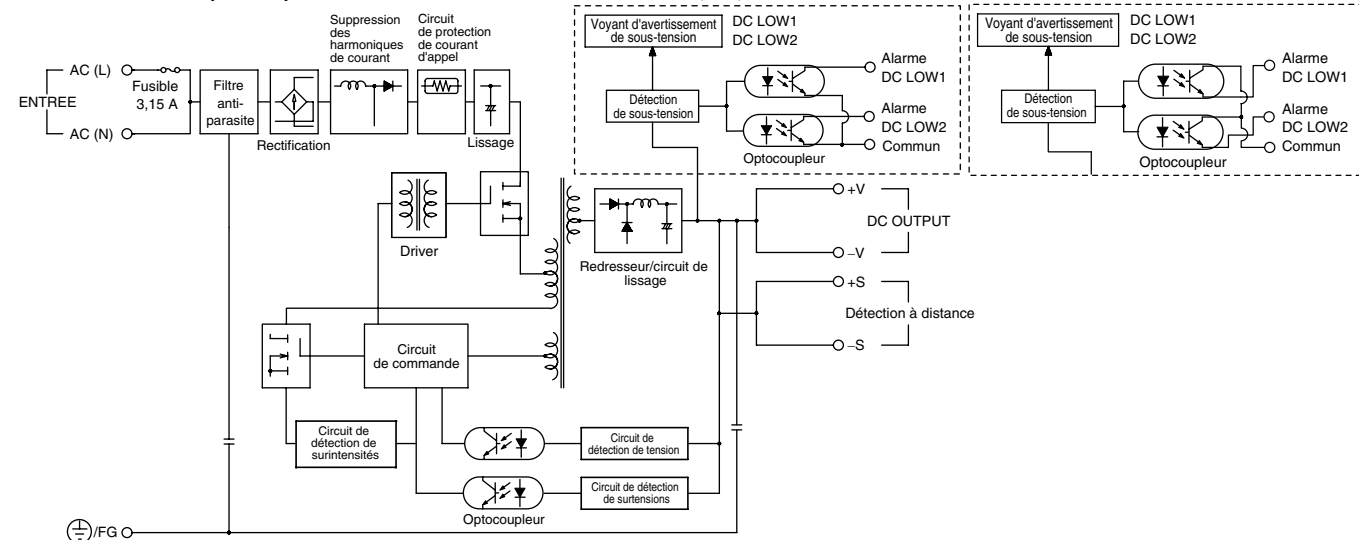 Suppression
des
harmoniques
de courant
Circuit
de protection
de courant
d'appel
AC (L)
Fusible
3,15 A
ENTREE
AC (N)
Filtre
anti-
parasite
Rectification
Lissage
Voyant d'avertissement
de sous-tension
DC LOW1
DC LOW2
Détection
de sous-tension
Alarme
DC LOW1
Alarme
DC LOW2
Commun
Optocoupleur
Voyant d'avertissement
de sous-tension
DC LOW1
DC LOW2
Détection
de sous-tension
Alarme
DC LOW1
Alarme
DC LOW2
Commun
Optocoupleur
Driver
Redresseur/circuit de
lissage
+V
DC OUTPUT
–V
+S
Détection à distance
–S
Circuit
de commande
Circuit de
détection de
surintensités
Circuit de
détection de tension
Circuit de détection
de surtensions
Optocoupleur
/FG